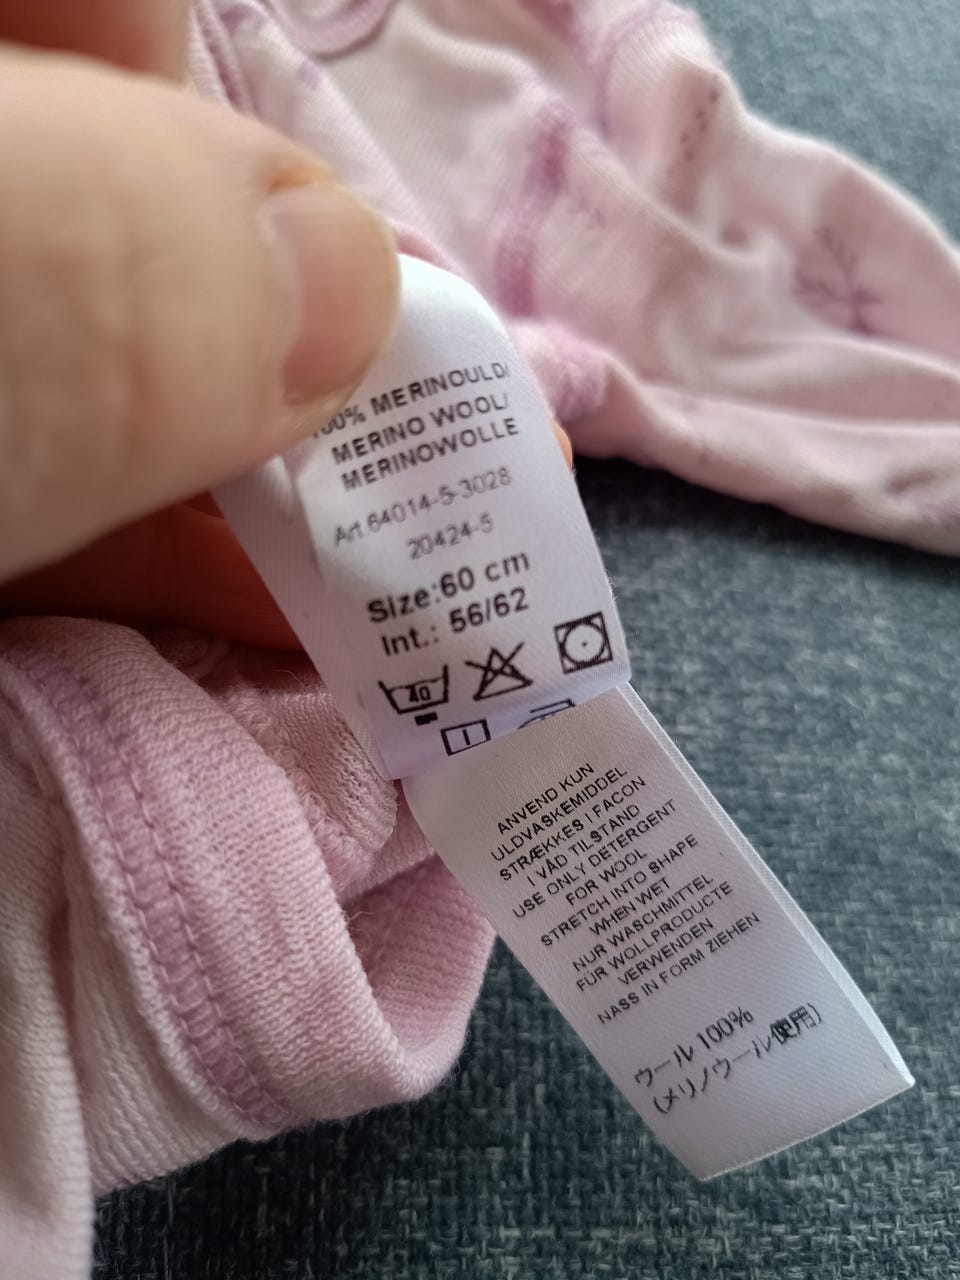 100% MERINOULD/
MERINO WOOL/
MERINOWOLLE
Art.64014-5-3028
20424-5
Size:60 cm
Int.: 56/62
40
ANVEND KUN
ULDVASKEMIDDEL
STRÆKKES I FACON
I VÅD TILSTAND
USE ONLY DETERGENT
FOR WOOL
STRETCH INTO SHAPE
WHEN WET
NUR WASCHMITTEL
FÜR WOLLPRODUCTE
VERWENDEN
NASS IN FORM ZIEHEN
ウール 100%
(メリノウール使用)